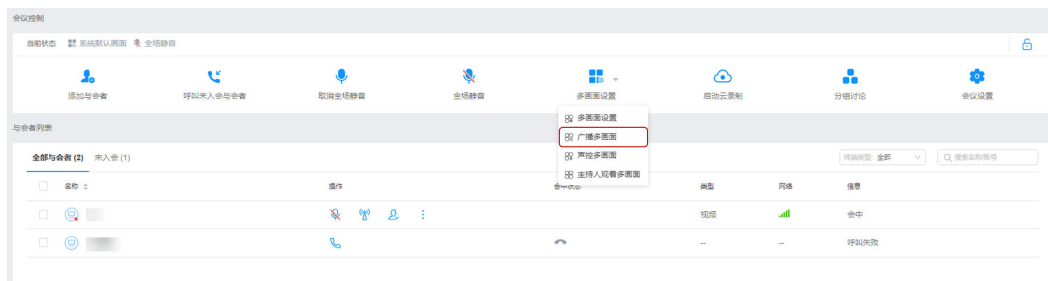 会议控制
当前状态 系统默认画面 全场静音
添加与会者 呼叫未入会与会者 取消全场静音 全场静音 多画面设置 启动云录制 分组讨论 会议设置
多画面设置
与会者列表
广播多画面
全部与会者 (2) 未入会 (1) 声控多画面 终端类型: 全部 搜索名称/帐号
主持人观看多画面
名称 操作 会中状态 类型 网络 信息
视频 会中
-- -- 呼叫失败